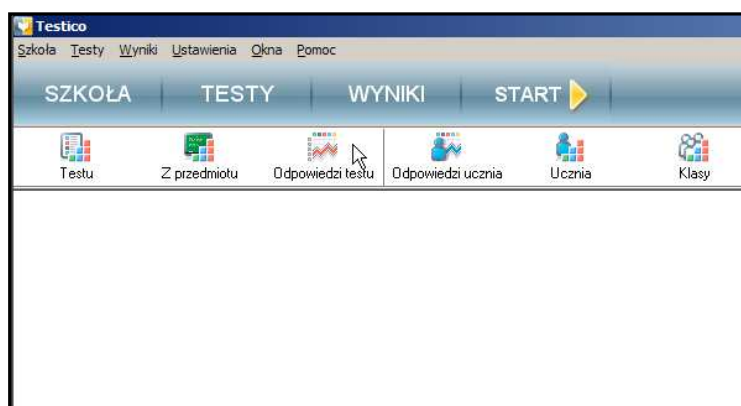 Testico
Szkoła Testy Wyniki Ustawienia Okna Pomoc
SZKOŁA TESTY WYNIKI START
Testu Z przedmiotu Odpowiedzi testu Odpowiedzi ucznia Ucznia Klasy